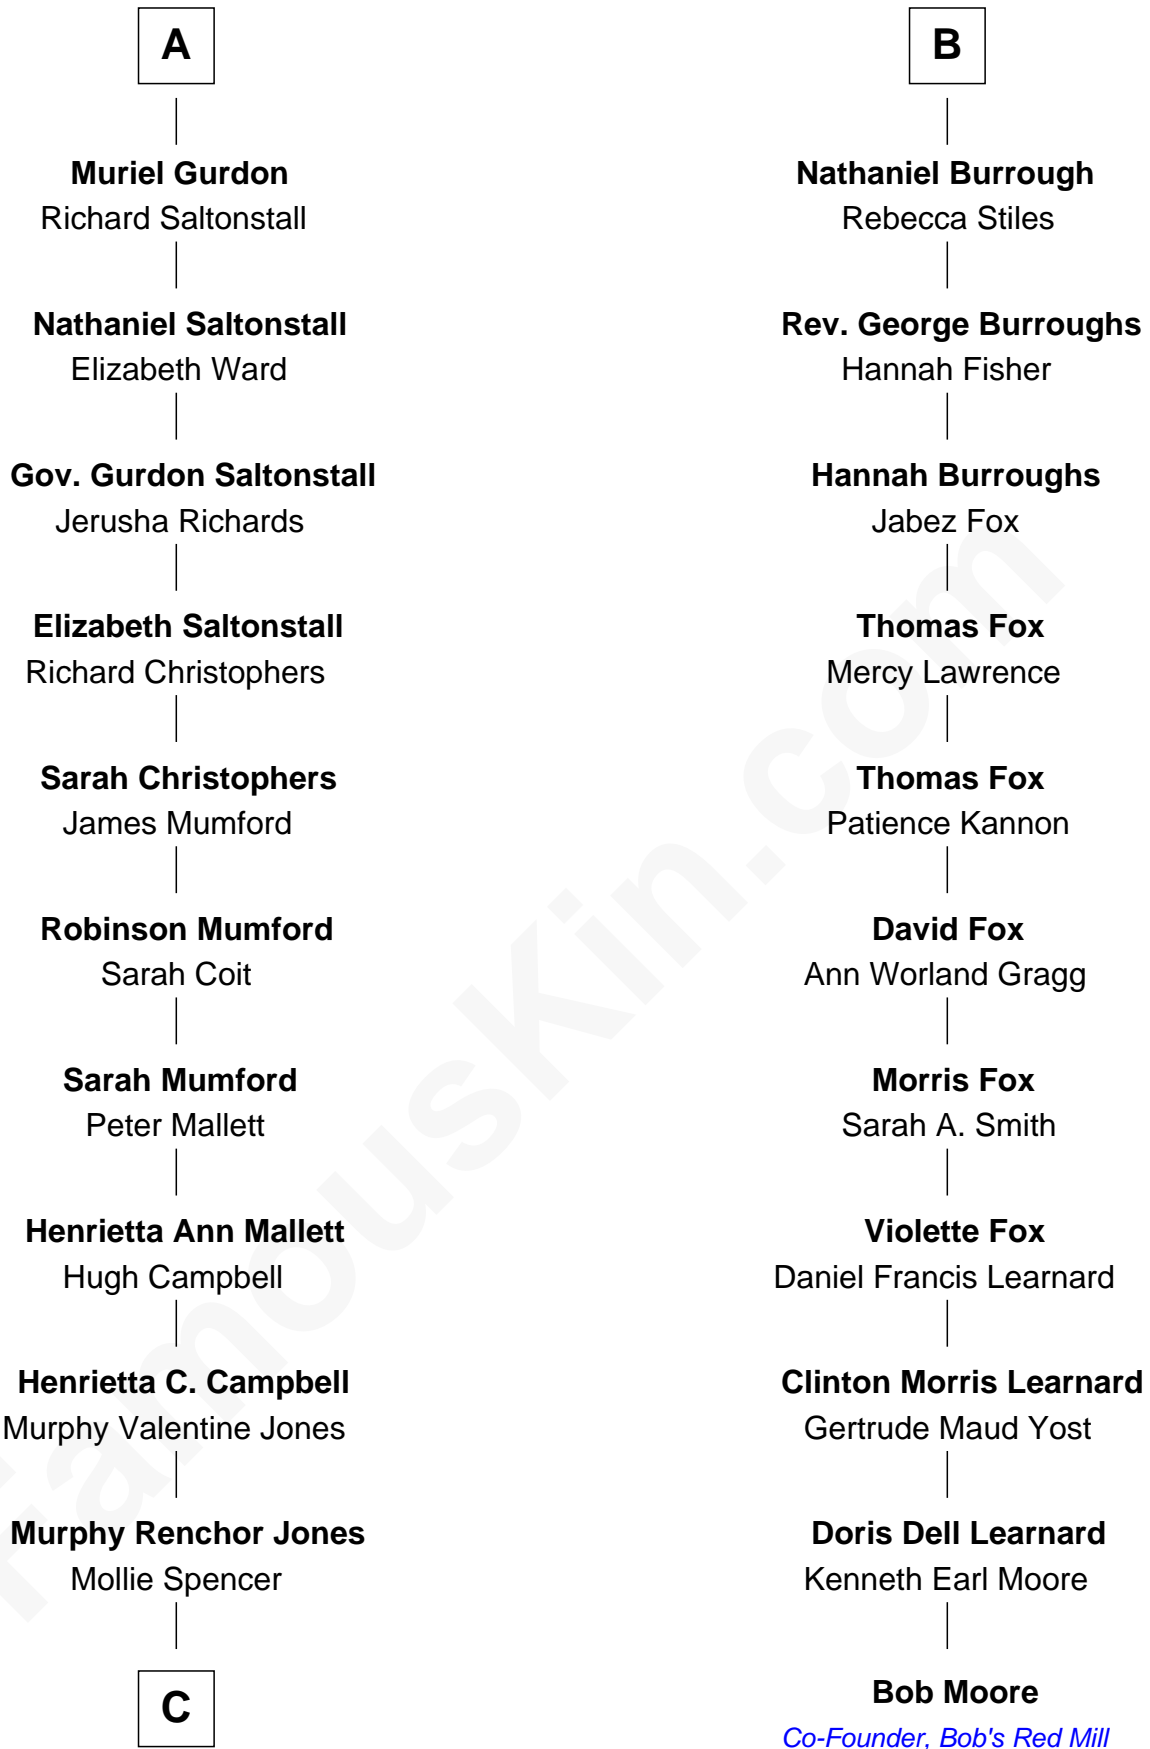 A
Muriel Gurdon
Richard Saltonstall
Nathaniel Saltonstall
Elizabeth Ward
Gov. Gurdon Saltonstall
Jerusha Richards
Elizabeth Saltonstall
Richard Christophers
Sarah Christophers
James Mumford
Robinson Mumford
Sarah Coit
Sarah Mumford
Peter Mallett
Henrietta Ann Mallett
Hugh Campbell
Henrietta C. Campbell
Murphy Valentine Jones
Murphy Renchor Jones
Mollie Spencer
C
B
Nathaniel Burrough
Rebecca Stiles
Rev. George Burroughs
Hannah Fisher
Hannah Burroughs
Jabez Fox
Thomas Fox
Mercy Lawrence
Thomas Fox
Patience Kannon
David Fox
Ann Worland Gragg
Morris Fox
Sarah A. Smith
Violette Fox
Daniel Francis Learnard
Clinton Morris Learnard
Gertrude Maud Yost
Doris Dell Learnard
Kenneth Earl Moore
Bob Moore
Co-Founder, Bob's Red Mill
FamousKin.com